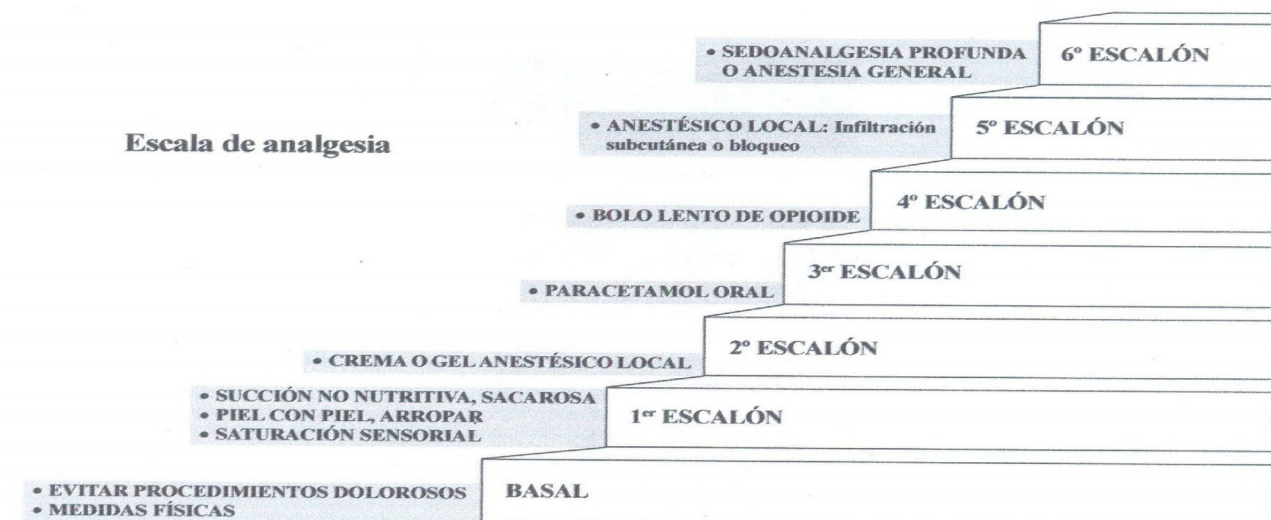 • SEDOANALGESIA PROFUNDA
O ANESTESIA GENERAL
6º ESCALÓN
Escala de analgesia
• ANESTÉSICO LOCAL: Infiltración
subcutánea o bloqueo
5º ESCALÓN
• BOLO LENTO DE OPIOIDE
4º ESCALÓN
• PARACETAMOL ORAL
3er ESCALÓN
• CREMA O GEL ANESTÉSICO LOCAL
2º ESCALÓN
• SUCCIÓN NO NUTRITIVA, SACAROSA
• PIEL CON PIEL, ARROPAR
• SATURACIÓN SENSORIAL
1er ESCALÓN
• EVITAR PROCEDIMIENTOS DOLOROSOS
• MEDIDAS FÍSICAS
BASAL